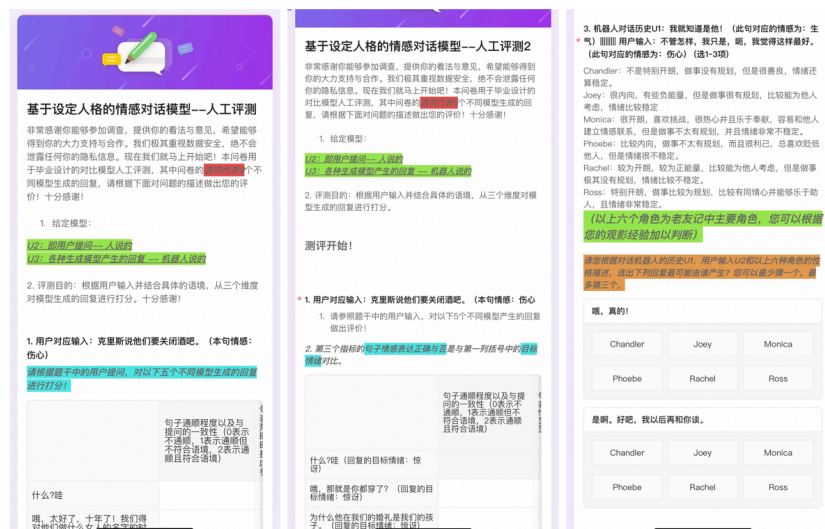 基于设定人格的情感对话模型--人工评测
非常感谢你能够参加调查，提供你的看法与意见，希望能够
得到你的大力支持与合作。我们极其重视数据安全，绝不会
泄露任何你的隐私信息。现在我们就马上开始吧！本问卷用
于毕业设计的对比模型人工评测，其中问卷的选项代表9个不
同模型生成的回复，请根据下面对问题的描述做出您的评
价！十分感谢！
1. 给定模型：
U2：即用户提问-- 人说的
U3：各种生成模型产生的回复 -- 机器人说的
2. 评测目的：根据用户输入并结合具体的语境，从三个维度
对模型生成的回复进行打分。十分感谢！
1. 用户对应输入：克里斯说他们要关闭酒吧。（本句情感：
伤心）
请根据题干中的用户提问，对以下五个不同模型生成的回复
进行打分！
句子通顺程度以及与
提问的一致性（0表示
不通顺，1表示通顺但
不符合语境，2表示通
顺且符合语境）
什么?哇
哦，太好了，十年了！我们得
基于设定人格的情感对话模型--人工评测2
非常感谢你能够参加调查，提供你的看法与意见，希望能够得到你
的大力支持与合作。我们极其重视数据安全，绝不会泄露任何你的
隐私信息。现在我们就马上开始吧！本问卷用于毕业设计的对比模
型人工评测，其中问卷的选项代表9个不同模型生成的回
复，请根据下面对问题的描述做出您的评价！十分感谢！
1. 给定模型：
U2：即用户提问-- 人说的
U3：各种生成模型产生的回复 -- 机器人说的
2. 评测目的：根据用户输入并结合具体的语境，从三个维度对模
型生成的回复进行打分。
测评开始！
* 1. 用户对应输入：克里斯说他们要关闭酒吧。（本句情感：伤心
1. 请参照题干中的用户输入，对以下5个不同模型产生的回复
做出评价！
2. 第三个指标的句子情感表达正确与否是与第一列括号中的目标
情绪对比。
句子通顺程度以及与提
问的一致性（0表示不
通顺，1表示通顺但不
符合语境，2表示通顺
且符合语境）
什么?哇（回复的目标情绪：惊
讶）
哦，那就是你都穿了？（回复的目
标情绪：惊讶）
为什么他在我们的婚礼是我们的孩
子。（回复的目标情绪：惊讶）
3. 机器人对话历史U1：我就知道是他！（此句对应的情感为：生
气）||||||| 用户输入：不管怎样，我只是，呃，我觉得这样最好。
* （此句对应的情感为：伤心）(选1~3项)
Chandler：不是特别开朗，做事没有规划，但是很善良，情绪还
算稳定。
Joey：很内向，有些负能量，但是做事很有规划，比较能为他人
考虑，情绪比较稳定
Monica：很开朗，喜欢挑战，很热心并且乐于奉献，容易和他人
建立情感联系，但是做事不太有规划，并且情绪非常不稳定。
Phoebe：比较内向，做事不太有规划，而且很利己，总喜欢贬低
他人，但是情绪很不稳定。
Rachel：较为开朗，较为正能量，比较能为他人考虑，但是做事
极其没有规划，情绪比较不稳定。
Ross：特别开朗，做事比较为规划，比较有同情心并能够乐于助
人，且情绪非常稳定。
（以上六个角色为老友记中主要角色，您可以根据
您的观影经验加以判断）
请您根据对话机器人的历史U1，用户输入U2和以上六种角色的性
格描述，选出下列回复最可能由谁产生？您可以最少猜一个，最
多猜三个。
哦，真的！
Chandler Joey Monica
Phoebe Rachel Ross
是啊。好吧，我以后再和你谈。
Chandler Joey Monica
Phoebe Rachel Ross